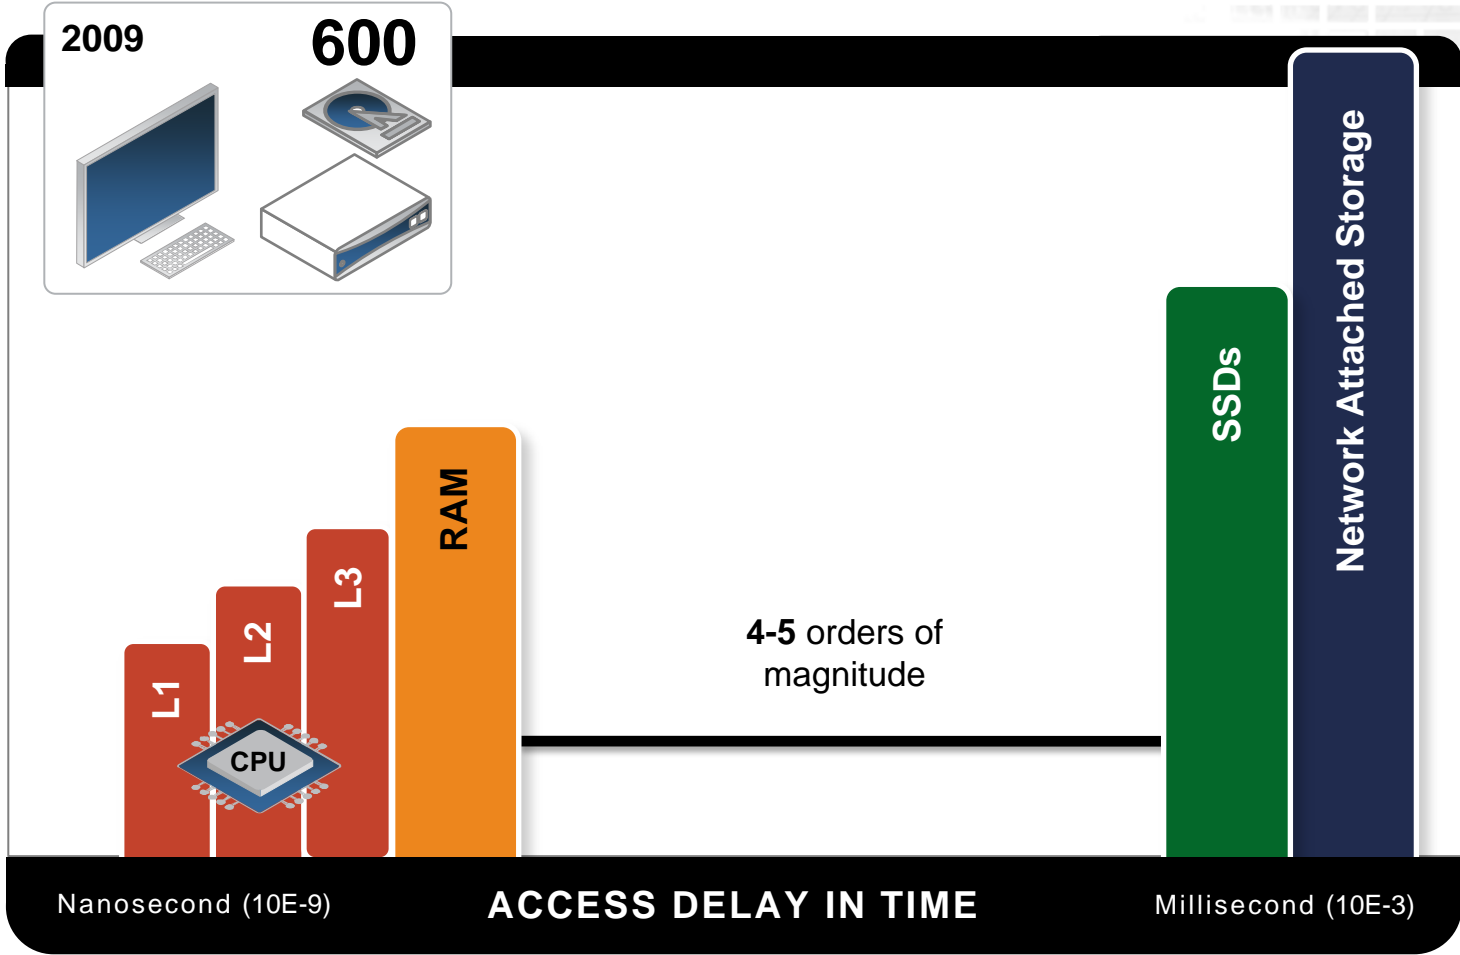 2009
600
Network Attached Storage
SSDs
RAM
L3
L2
L1
4-5 orders of
magnitude
CPU
Nanosecond (10E-9)
ACCESS DELAY IN TIME
Millisecond (10E-3)